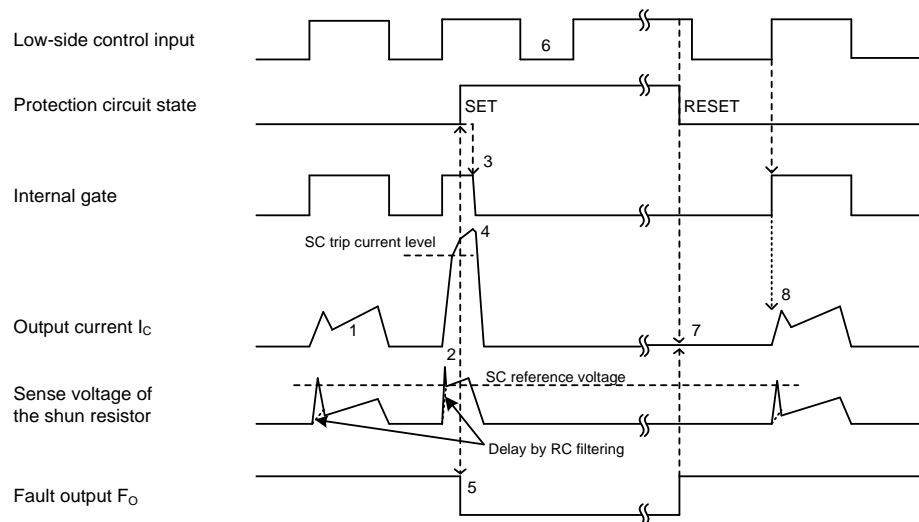 Low-side control input
6
Protection circuit state
SET
RESET
3
Internal gate
SC trip current level
4
Output current IC
1
7
8
2
SC reference voltage
Sense voltage of
the shun resistor
Delay by RC filtering
5
Fault output FO